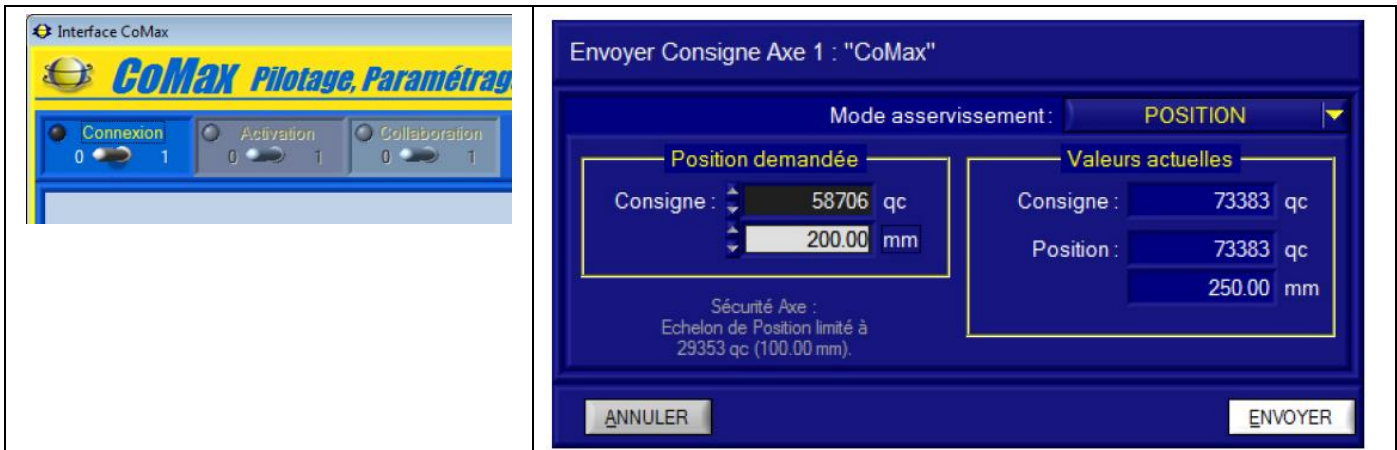 Interface CoMax
CoMax Pilotage, Paramétrag
Connexion
0 1
Activation
0 1
Collaboration
0 1
Envoyer Consigne Axe 1 : "CoMax"
Mode asservissement : POSITION
Position demandée
Consigne : 58706 qc
200.00 mm
Sécurité Axe :
Echelon de Position limité à
29353 qc (100.00 mm).
Valeurs actuelles
Consigne : 73383 qc
Position : 73383 qc
250.00 mm
ANNULER
ENVOYER